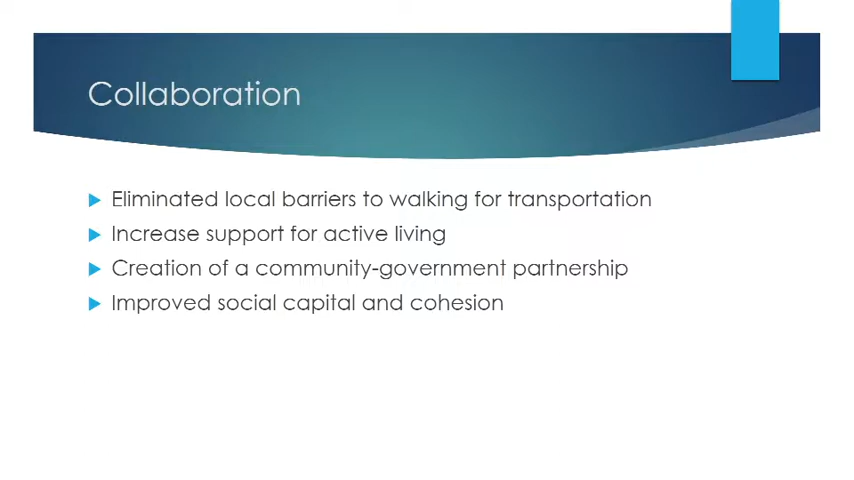 Collaboration
Eliminated local barriers to walking for transportation
Increase support for active living
Creation of a community-government partnership
Improved social capital and cohesion